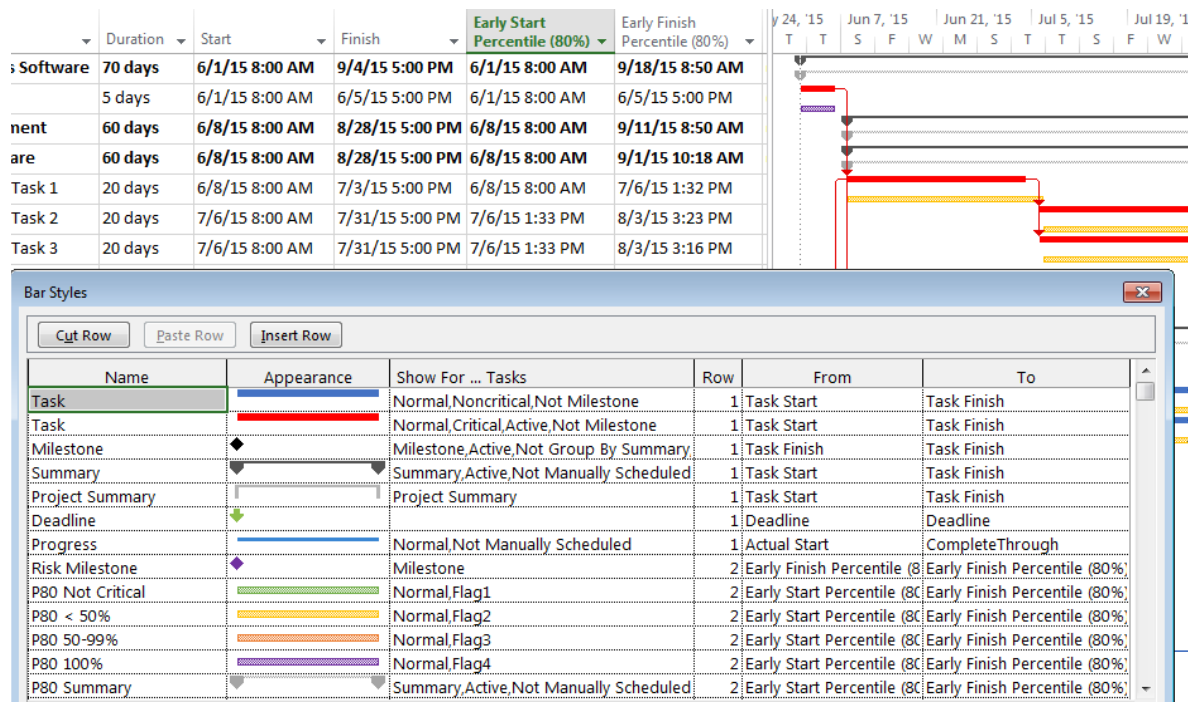 Early Start Early Finish y 24, '15 Jun 7, '15 Jun 21, '15 Jul 5, '15 Jul 19, '1
Duration Start Finish Percentile (80%) Percentile (80%) T T S F W M S T T S F W
s Software 70 days 6/1/15 8:00 AM 9/4/15 5:00 PM 6/1/15 8:00 AM 9/18/15 8:50 AM
5 days 6/1/15 8:00 AM 6/5/15 5:00 PM 6/1/15 8:00 AM 6/5/15 5:00 PM
ment 60 days 6/8/15 8:00 AM 8/28/15 5:00 PM 6/8/15 8:00 AM 9/11/15 8:50 AM
are 60 days 6/8/15 8:00 AM 8/28/15 5:00 PM 6/8/15 8:00 AM 9/1/15 10:18 AM
Task 1 20 days 6/8/15 8:00 AM 7/3/15 5:00 PM 6/8/15 8:00 AM 7/6/15 1:32 PM
Task 2 20 days 7/6/15 8:00 AM 7/31/15 5:00 PM 7/6/15 1:33 PM 8/3/15 3:23 PM
Task 3 20 days 7/6/15 8:00 AM 7/31/15 5:00 PM 7/6/15 1:33 PM 8/3/15 3:16 PM
Bar Styles
Cut Row Paste Row Insert Row
Name Appearance Show For ... Tasks Row From To
Task Normal,Noncritical,Not Milestone 1 Task Start Task Finish
Task Normal,Critical,Active,Not Milestone 1 Task Start Task Finish
Milestone Milestone,Active,Not Group By Summary, 1 Task Finish Task Finish
Summary Summary,Active,Not Manually Scheduled 1 Task Start Task Finish
Project Summary Project Summary 1 Task Start Task Finish
Deadline 1 Deadline Deadline
Progress Normal,Not Manually Scheduled 1 Actual Start CompleteThrough
Risk Milestone Milestone 2 Early Finish Percentile (8 Early Finish Percentile (80%)
P80 Not Critical Normal,Flag1 2 Early Start Percentile (80 Early Finish Percentile (80%)
P80 < 50% Normal,Flag2 2 Early Start Percentile (80 Early Finish Percentile (80%)
P80 50-99% Normal,Flag3 2 Early Start Percentile (80 Early Finish Percentile (80%)
P80 100% Normal,Flag4 2 Early Start Percentile (80 Early Finish Percentile (80%)
P80 Summary Summary,Active,Not Manually Scheduled 2 Early Start Percentile (80 Early Finish Percentile (80%)